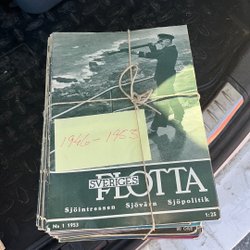 1946-1953
SVERIGES
FLOTTA
Sjöintressen Sjövärn Sjöpolitik
Nr 1 1953
1:25